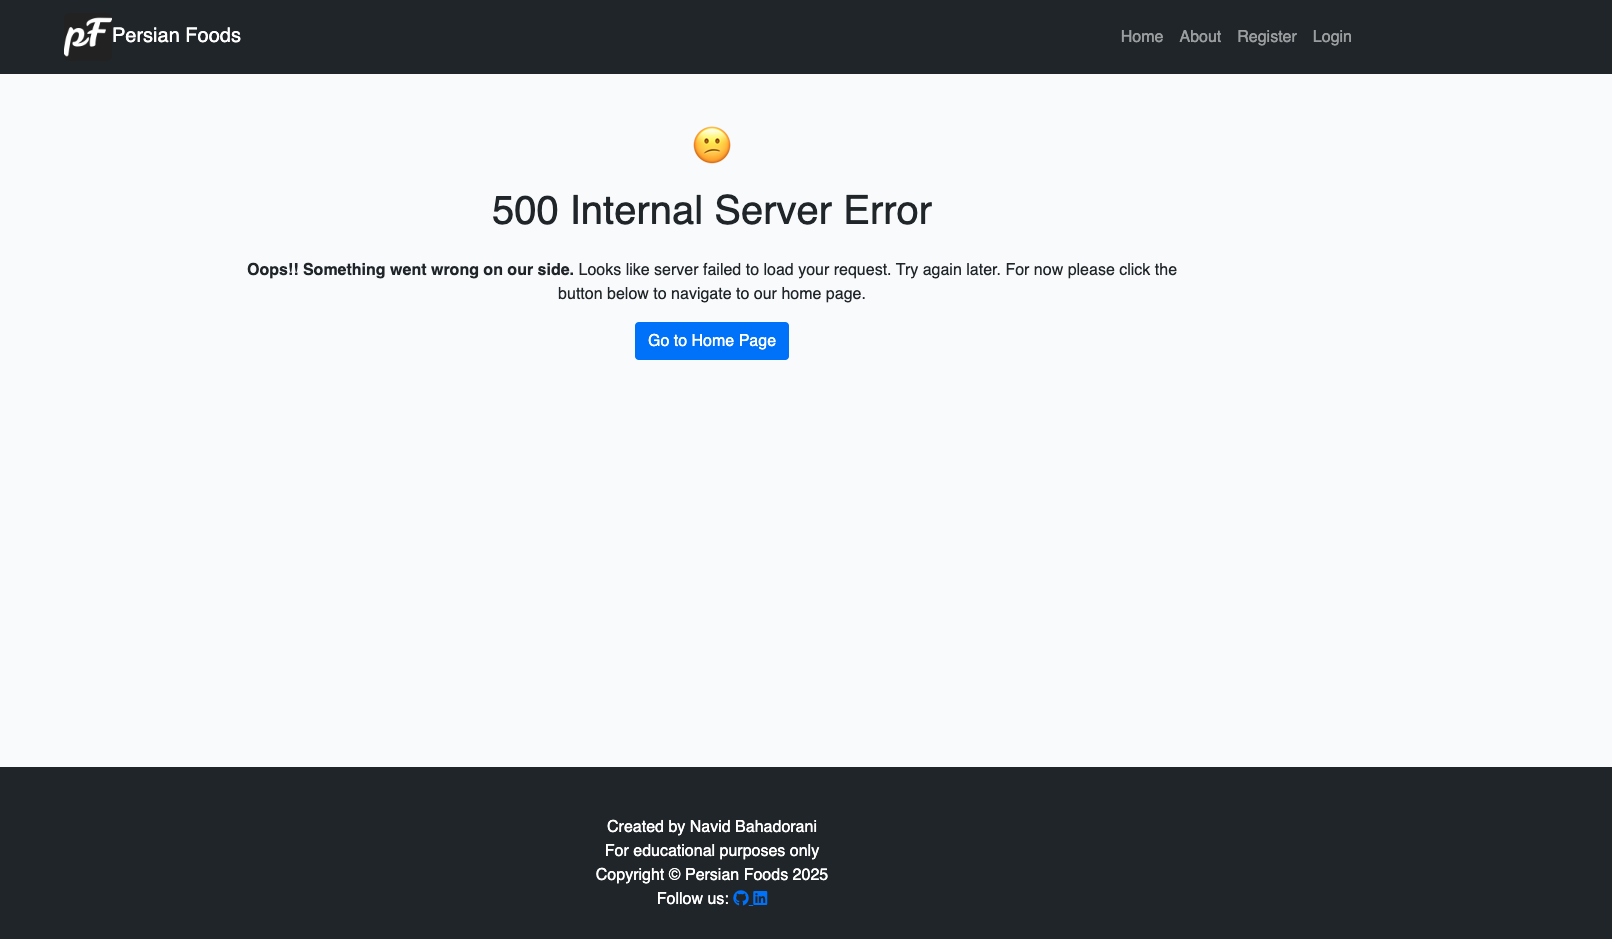 pF Persian Foods
Home About Register Login
500 Internal Server Error
Oops!! Something went wrong on our side. Looks like server failed to load your request. Try again later. For now please click the
button below to navigate to our home page.
Go to Home Page
Created by Navid Bahadorani
For educational purposes only
Copyright © Persian Foods 2025
Follow us: